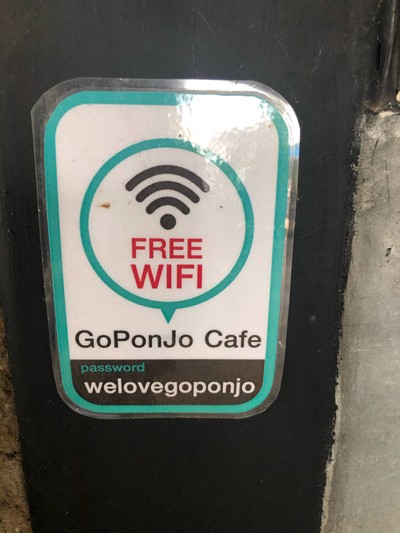 FREE
WIFI
GoPonJo Cafe
password
welovegoponjo